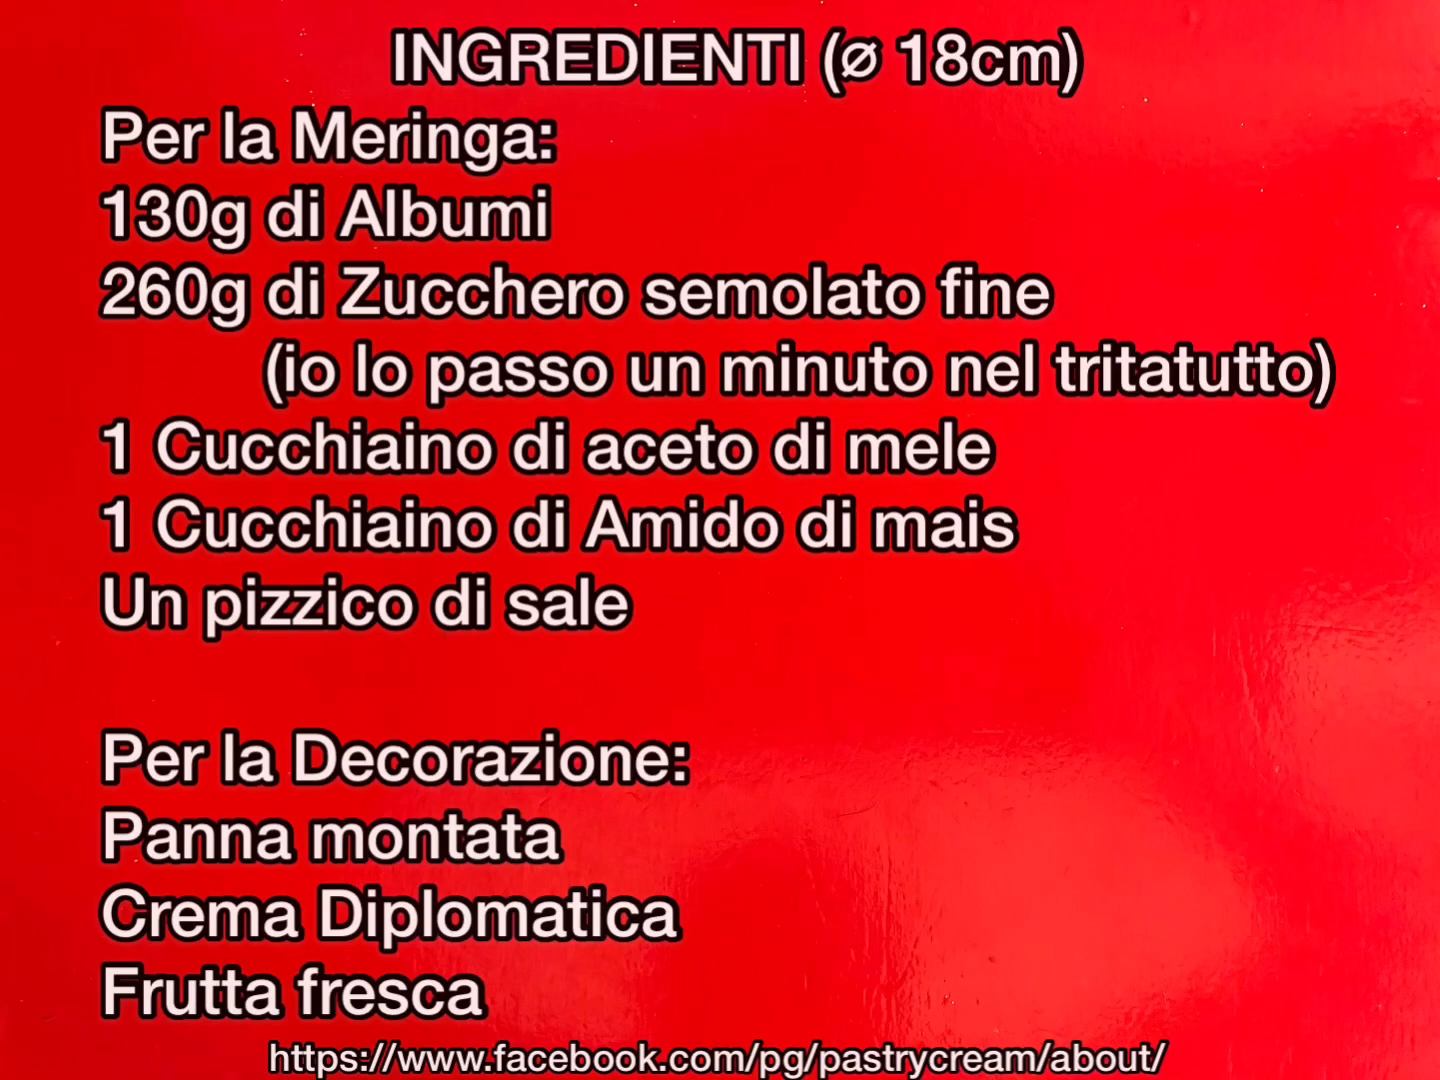 INGREDIENTI (ø 18cm)
Per la Meringa:
130g di Albumi
260g di Zucchero semolato fine
(io lo passo un minuto nel tritatutto)
1 Cucchiaino di aceto di mele
1 Cucchiaino di Amido di mais
Un pizzico di sale
Per la Decorazione:
Panna montata
Crema Diplomatica
Frutta fresca
https://www.facebook.com/pg/pastrycream/about/